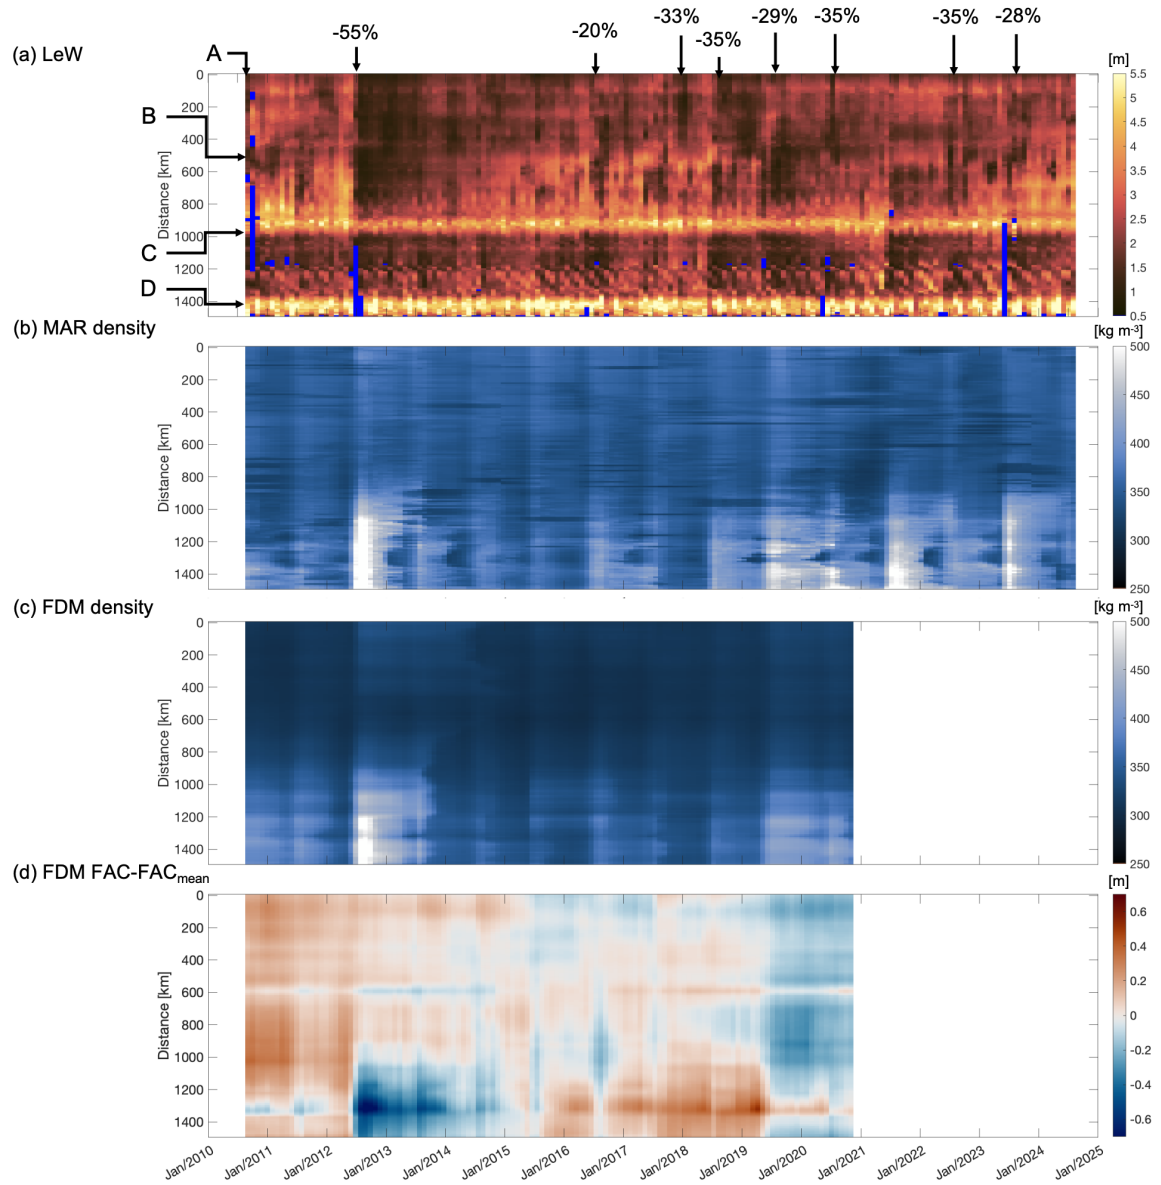 -55%
-20%
-33%
-35%
-29%
-35%
-35%
-28%
(a) LeW
A
B
C
D
[m]
0
200
400
600
800
1000
1200
1400
Distance [km]
5.5
5
4.5
4
3.5
3
2.5
2
1.5
1
0.5
(b) MAR density
[kg m-3]
0
200
400
600
800
1000
1200
1400
Distance [km]
500
450
400
350
300
250
(c) FDM density
[kg m-3]
0
200
400
600
800
1000
1200
1400
Distance [km]
500
450
400
350
300
250
(d) FDM FAC-FACmean
[m]
0
200
400
600
800
1000
1200
1400
Distance [km]
0.6
0.4
0.2
0
-0.2
-0.4
-0.6
Jan/2010
Jan/2011
Jan/2012
Jan/2013
Jan/2014
Jan/2015
Jan/2016
Jan/2017
Jan/2018
Jan/2019
Jan/2020
Jan/2021
Jan/2022
Jan/2023
Jan/2024
Jan/2025